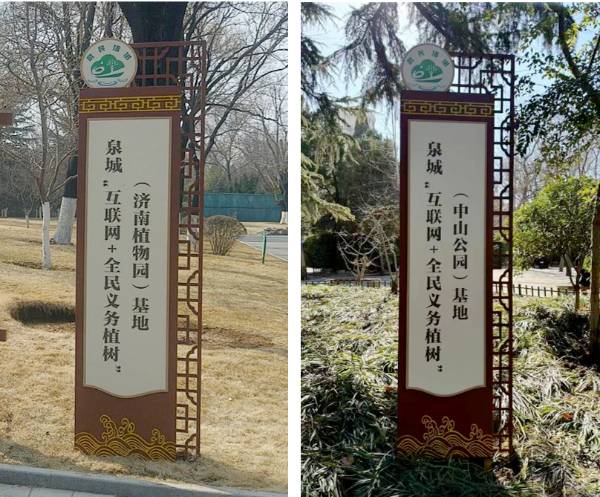 泉城“互联网+全民义务植树”
（济南植物园）基地
泉城“互联网+全民义务植树”
（中山公园）基地